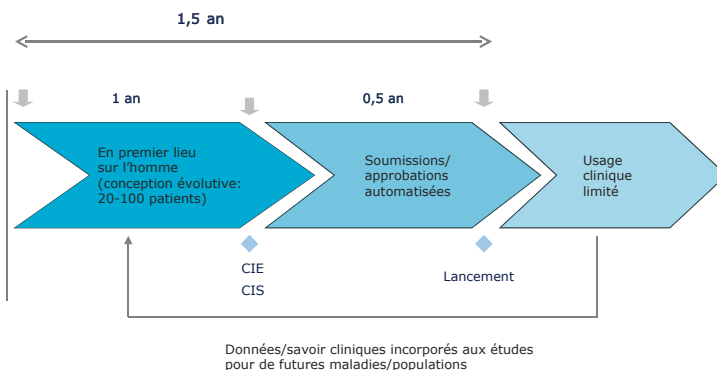 1,5 an
1 an
0,5 an
En premier lieu
sur l'homme
(conception évolutive:
20-100 patients)
Soumissions/
approbations
automatisées
Usage
clinique
limité
CIE
CIS
Lancement
Données/savoir cliniques incorporés aux études
pour de futures maladies/populations